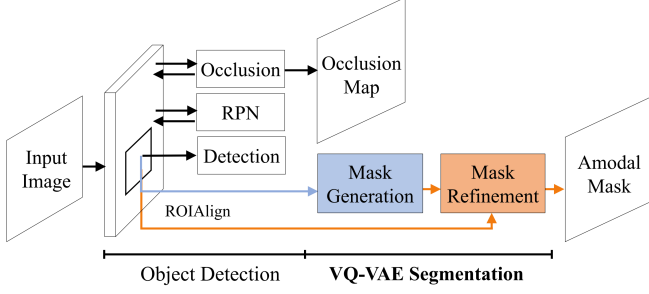 Occlusion
Occlusion
Map
RPN
Input
Image
Detection
Mask
Generation
Mask
Refinement
Amodal
Mask
ROIAlign
Object Detection
VQ-VAE Segmentation